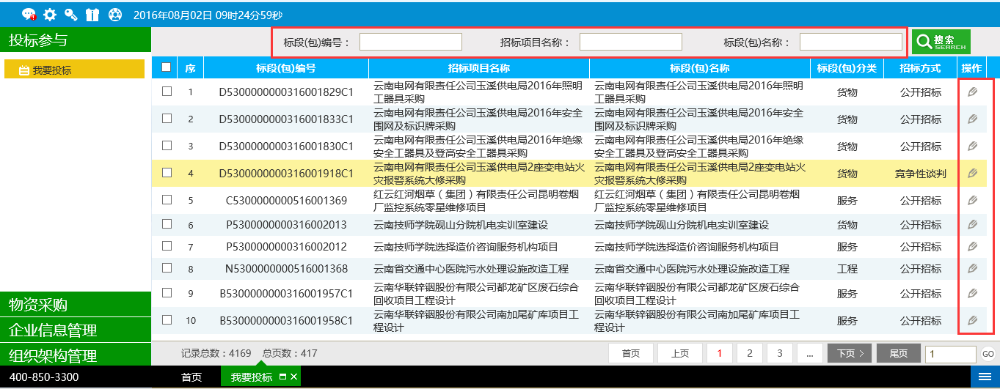 2016年08月02日 09时24分59秒
投标参与
标段(包)编号：
招标项目名称：
标段(包)名称：
搜索
SEARCH
我要投标
序
标段(包)编号
招标项目名称
标段(包)名称
标段(包)分类
招标方式
操作
1
D5300000000316001829C1
云南电网有限责任公司玉溪供电局2016年照明
工器具采购
云南电网有限责任公司玉溪供电局2016年照明
工器具采购
货物
公开招标
2
D5300000000316001833C1
云南电网有限责任公司玉溪供电局2016年安全
围网及标识牌采购
云南电网有限责任公司玉溪供电局2016年安全
围网及标识牌采购
货物
公开招标
3
D5300000000316001830C1
云南电网有限责任公司玉溪供电局2016年绝缘
安全工器具及登高安全工器具采购
云南电网有限责任公司玉溪供电局2016年绝缘
安全工器具及登高安全工器具采购
货物
公开招标
4
D5300000000316001918C1
云南电网有限责任公司玉溪供电局2座变电站火
灾报警系统大修采购
云南电网有限责任公司玉溪供电局2座变电站火
灾报警系统大修采购
货物
竞争性谈判
5
C5300000000516001369
红云红河烟草（集团）有限责任公司昆明卷烟
厂监控系统零星维修项目
红云红河烟草（集团）有限责任公司昆明卷烟
厂监控系统零星维修项目
服务
公开招标
6
P5300000000316002013
云南技师学院砚山分院机电实训室建设
云南技师学院砚山分院机电实训室建设
货物
公开招标
7
P5300000000316002012
云南技师学院选择造价咨询服务机构项目
云南技师学院选择造价咨询服务机构项目
服务
公开招标
8
N5300000000516001368
云南省交通中心医院污水处理设施改造工程
云南省交通中心医院污水处理设施改造工程
工程
公开招标
9
B5300000000316001957C1
云南华联锌铟股份有限公司都龙矿区废石综合
回收项目工程设计
云南华联锌铟股份有限公司都龙矿区废石综合
回收项目工程设计
服务
公开招标
10
B5300000000316001958C1
云南华联锌铟股份有限公司南加尾矿库项目工
程设计
云南华联锌铟股份有限公司南加尾矿库项目工
程设计
服务
公开招标
物资采购
企业信息管理
组织架构管理
记录总数：4169 总页数：417
首页
上页
1
2
3
...
下页
尾页
1
GO
400-850-3300
首页
我要投标